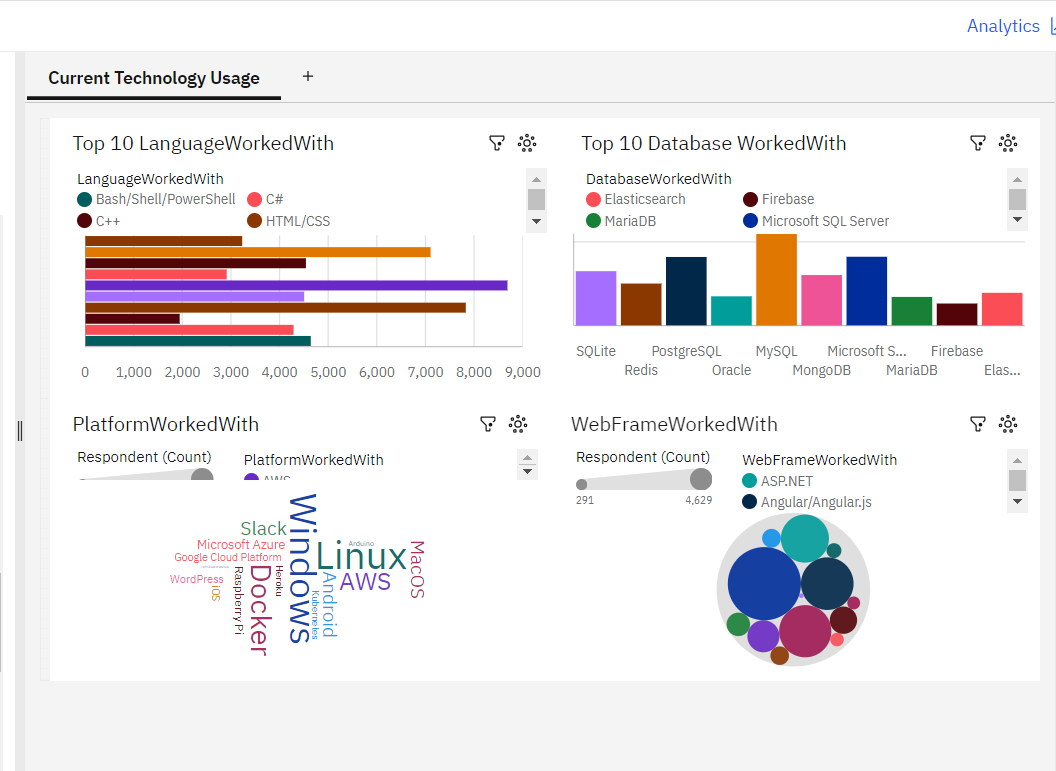 Analytics
Current Technology Usage +
Top 10 LanguageWorkedWith
LanguageWorkedWith
Bash/Shell/PowerShell C#
C++ HTML/CSS
0 1,000 2,000 3,000 4,000 5,000 6,000 7,000 8,000 9,000
Top 10 Database WorkedWith
DatabaseWorkedWith
Elasticsearch Firebase
MariaDB Microsoft SQL Server
SQLite PostgreSQL MySQL Microsoft S... Firebase
Redis Oracle MongoDB MariaDB Elas...
PlatformWorkedWith
Respondent (Count) PlatformWorkedWith
AWS
Windows
Slack
Microsoft Azure
Arduino
Linux
MacOS
Google Cloud Platform
WordPress
iOS
Raspberry Pi
Docker
Heroku
AWS
Android
Kubernetes
WebFrameWorkedWith
Respondent (Count) WebFrameWorkedWith
ASP.NET
291 4,629 Angular/Angular.js